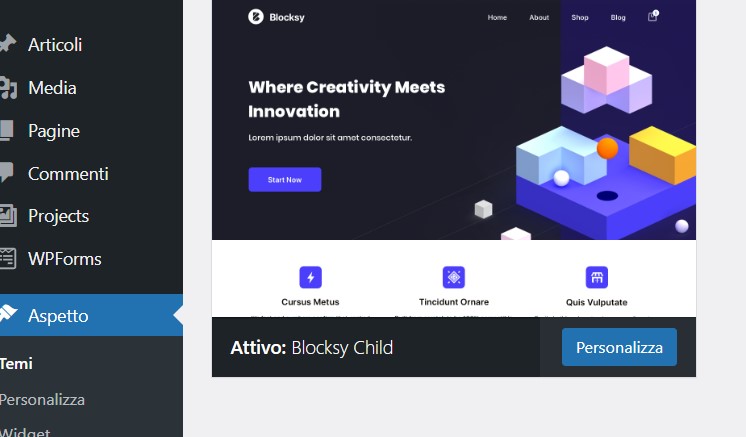 Articoli
Media
Pagine
Commenti
Projects
WPForms
Aspetto
Temi
Personalizza
Widget
Blocksy
Home About Shop Blog
Where Creativity Meets
Innovation
Lorem ipsum dolor sit amet consectetur.
Start Now
Cursus Metus Tincidunt Ornare Quis Vulputate
Attivo: Blocksy Child
Personalizza